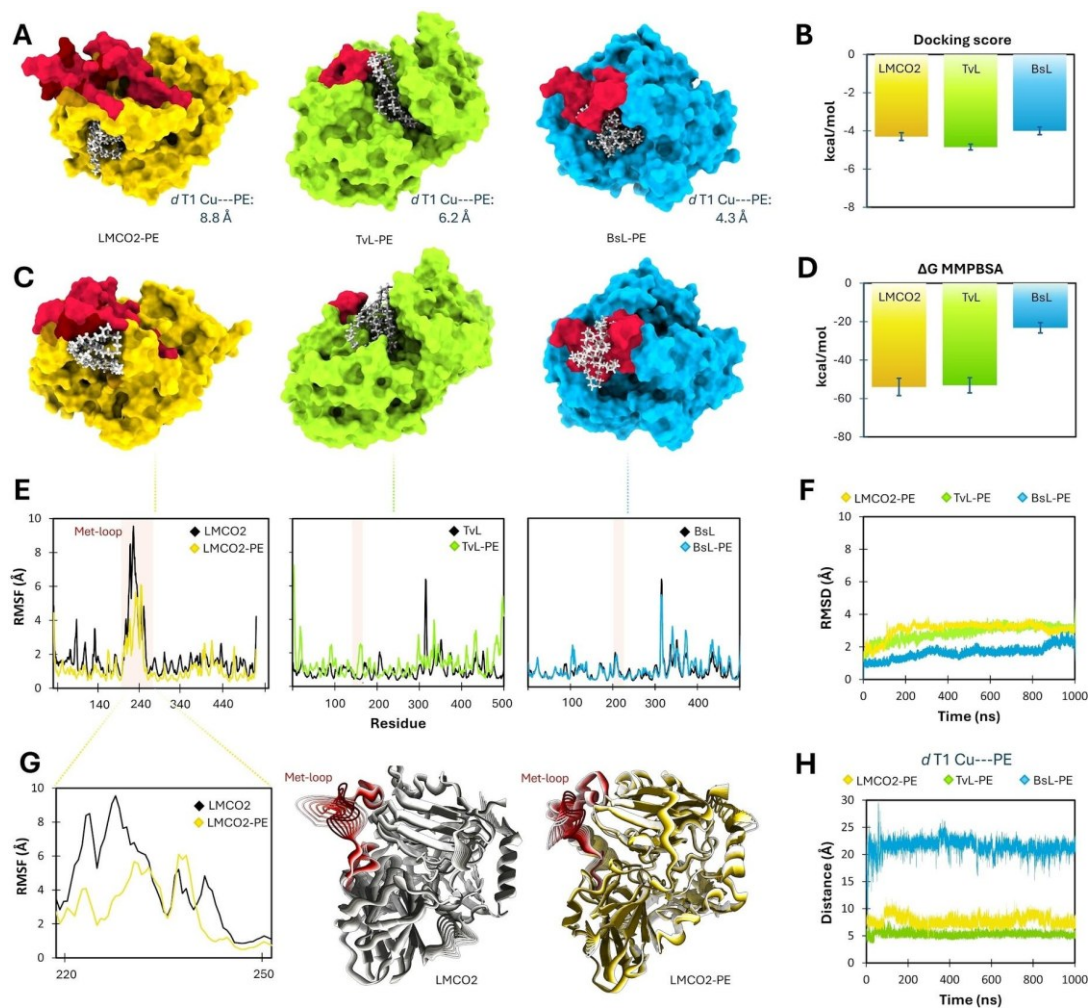 A
d T1 Cu---PE:
8.8 Å
LMCO2-PE
d T1 Cu---PE:
6.2 Å
TvL-PE
d T1 Cu---PE:
4.3 Å
BsL-PE
B
Docking score
LMCO2 TvL BsL
0
-2
-4
-6
-8
kcal/mol
C
D
ΔG MMPBSA
LMCO2 TvL BsL
0
-20
-40
-60
-80
kcal/mol
E
10
8
6
4
2
0
RMSF (Å)
Met-loop
LMCO2
LMCO2-PE
140 240 340 440
TvL
TvL-PE
0 100 200 300 400 500
Residue
BsL
BsL-PE
0 100 200 300 400
F
LMCO2-PE TvL-PE BsL-PE
10
8
6
4
2
0
RMSD (Å)
0 200 400 600 800 1000
Time (ns)
G
10
8
6
4
2
0
RMSF (Å)
LMCO2
LMCO2-PE
220 250
Met-loop
LMCO2
Met-loop
LMCO2-PE
H
d T1 Cu---PE
LMCO2-PE TvL-PE BsL-PE
30
25
20
15
10
5
0
Distance (Å)
0 200 400 600 800 1000
Time (ns)